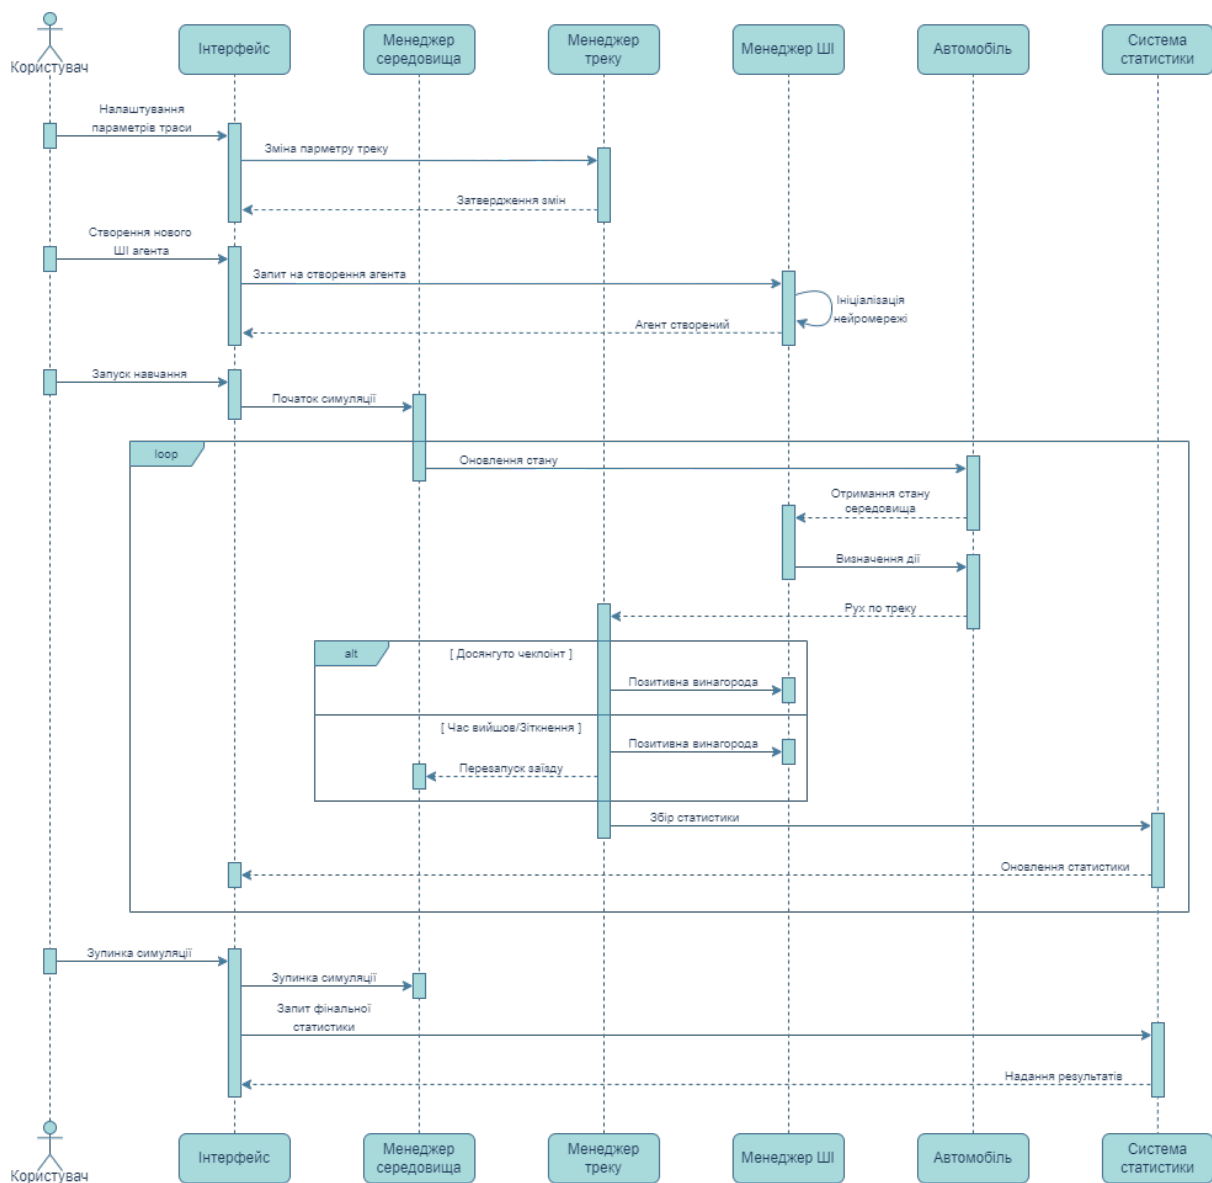 Користувач
Інтерфейс
Менеджер
середовища
Менеджер
треку
Менеджер ШІ
Автомобіль
Система
статистики
Налаштування
параметрів траси
Зміна парметру треку
Затвердження змін
Створення нового
ШІ агента
Запит на створення агента
Ініціалізація
нейромережі
Агент створений
Запуск навчання
Початок симуляції
loop
Оновлення стану
Отримання стану
середовища
Визначення дії
Рух по треку
alt
[ Досянгуто чекпоінт ]
Позитивна винагорода
[ Час вийшов/Зіткнення ]
Позитивна винагорода
Перезапуск заїзду
Збір статистики
Оновлення статистики
Зупинка симуляції
Зупинка симуляції
Запит фінальної
статистики
Надання результатів
Користувач
Інтерфейс
Менеджер
середовища
Менеджер
треку
Менеджер ШІ
Автомобіль
Система
статистики